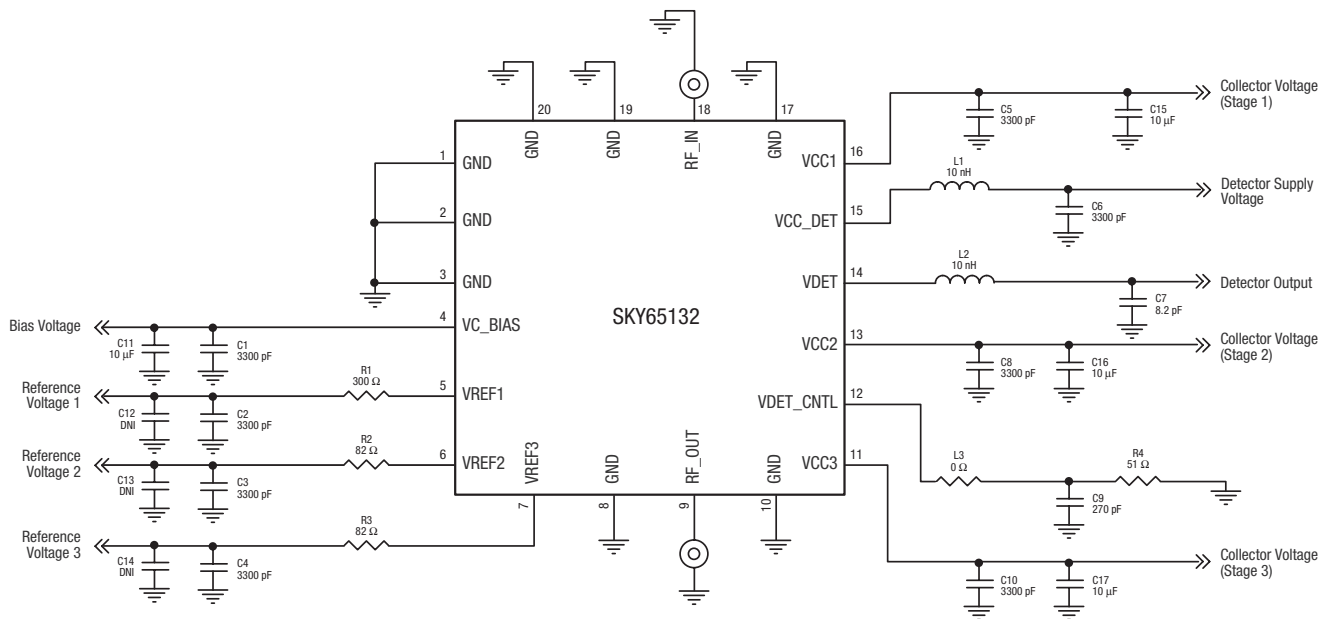 20
19
18
17
GND
GND
RF_IN
GND
1
GND
2
GND
3
GND
4
VC_BIAS
5
VREF1
6
VREF2
VREF3
7
GND
8
RF_OUT
9
GND
10
SKY65132
16
VCC1
15
VCC_DET
14
VDET
13
VCC2
12
VDET_CNTL
11
VCC3
Bias Voltage
C11
10 µF
C1
3300 pF
Reference
Voltage 1
C12
DNI
C2
3300 pF
R1
300 Ω
Reference
Voltage 2
C13
DNI
C3
3300 pF
R2
82 Ω
Reference
Voltage 3
C14
DNI
C4
3300 pF
R3
82 Ω
C5
3300 pF
C15
10 µF
Collector Voltage
(Stage 1)
L1
10 nH
C6
3300 pF
Detector Supply
Voltage
L2
10 nH
C7
8.2 pF
Detector Output
C8
3300 pF
C16
10 µF
Collector Voltage
(Stage 2)
L3
0 Ω
C9
270 pF
R4
51 Ω
C10
3300 pF
C17
10 µF
Collector Voltage
(Stage 3)